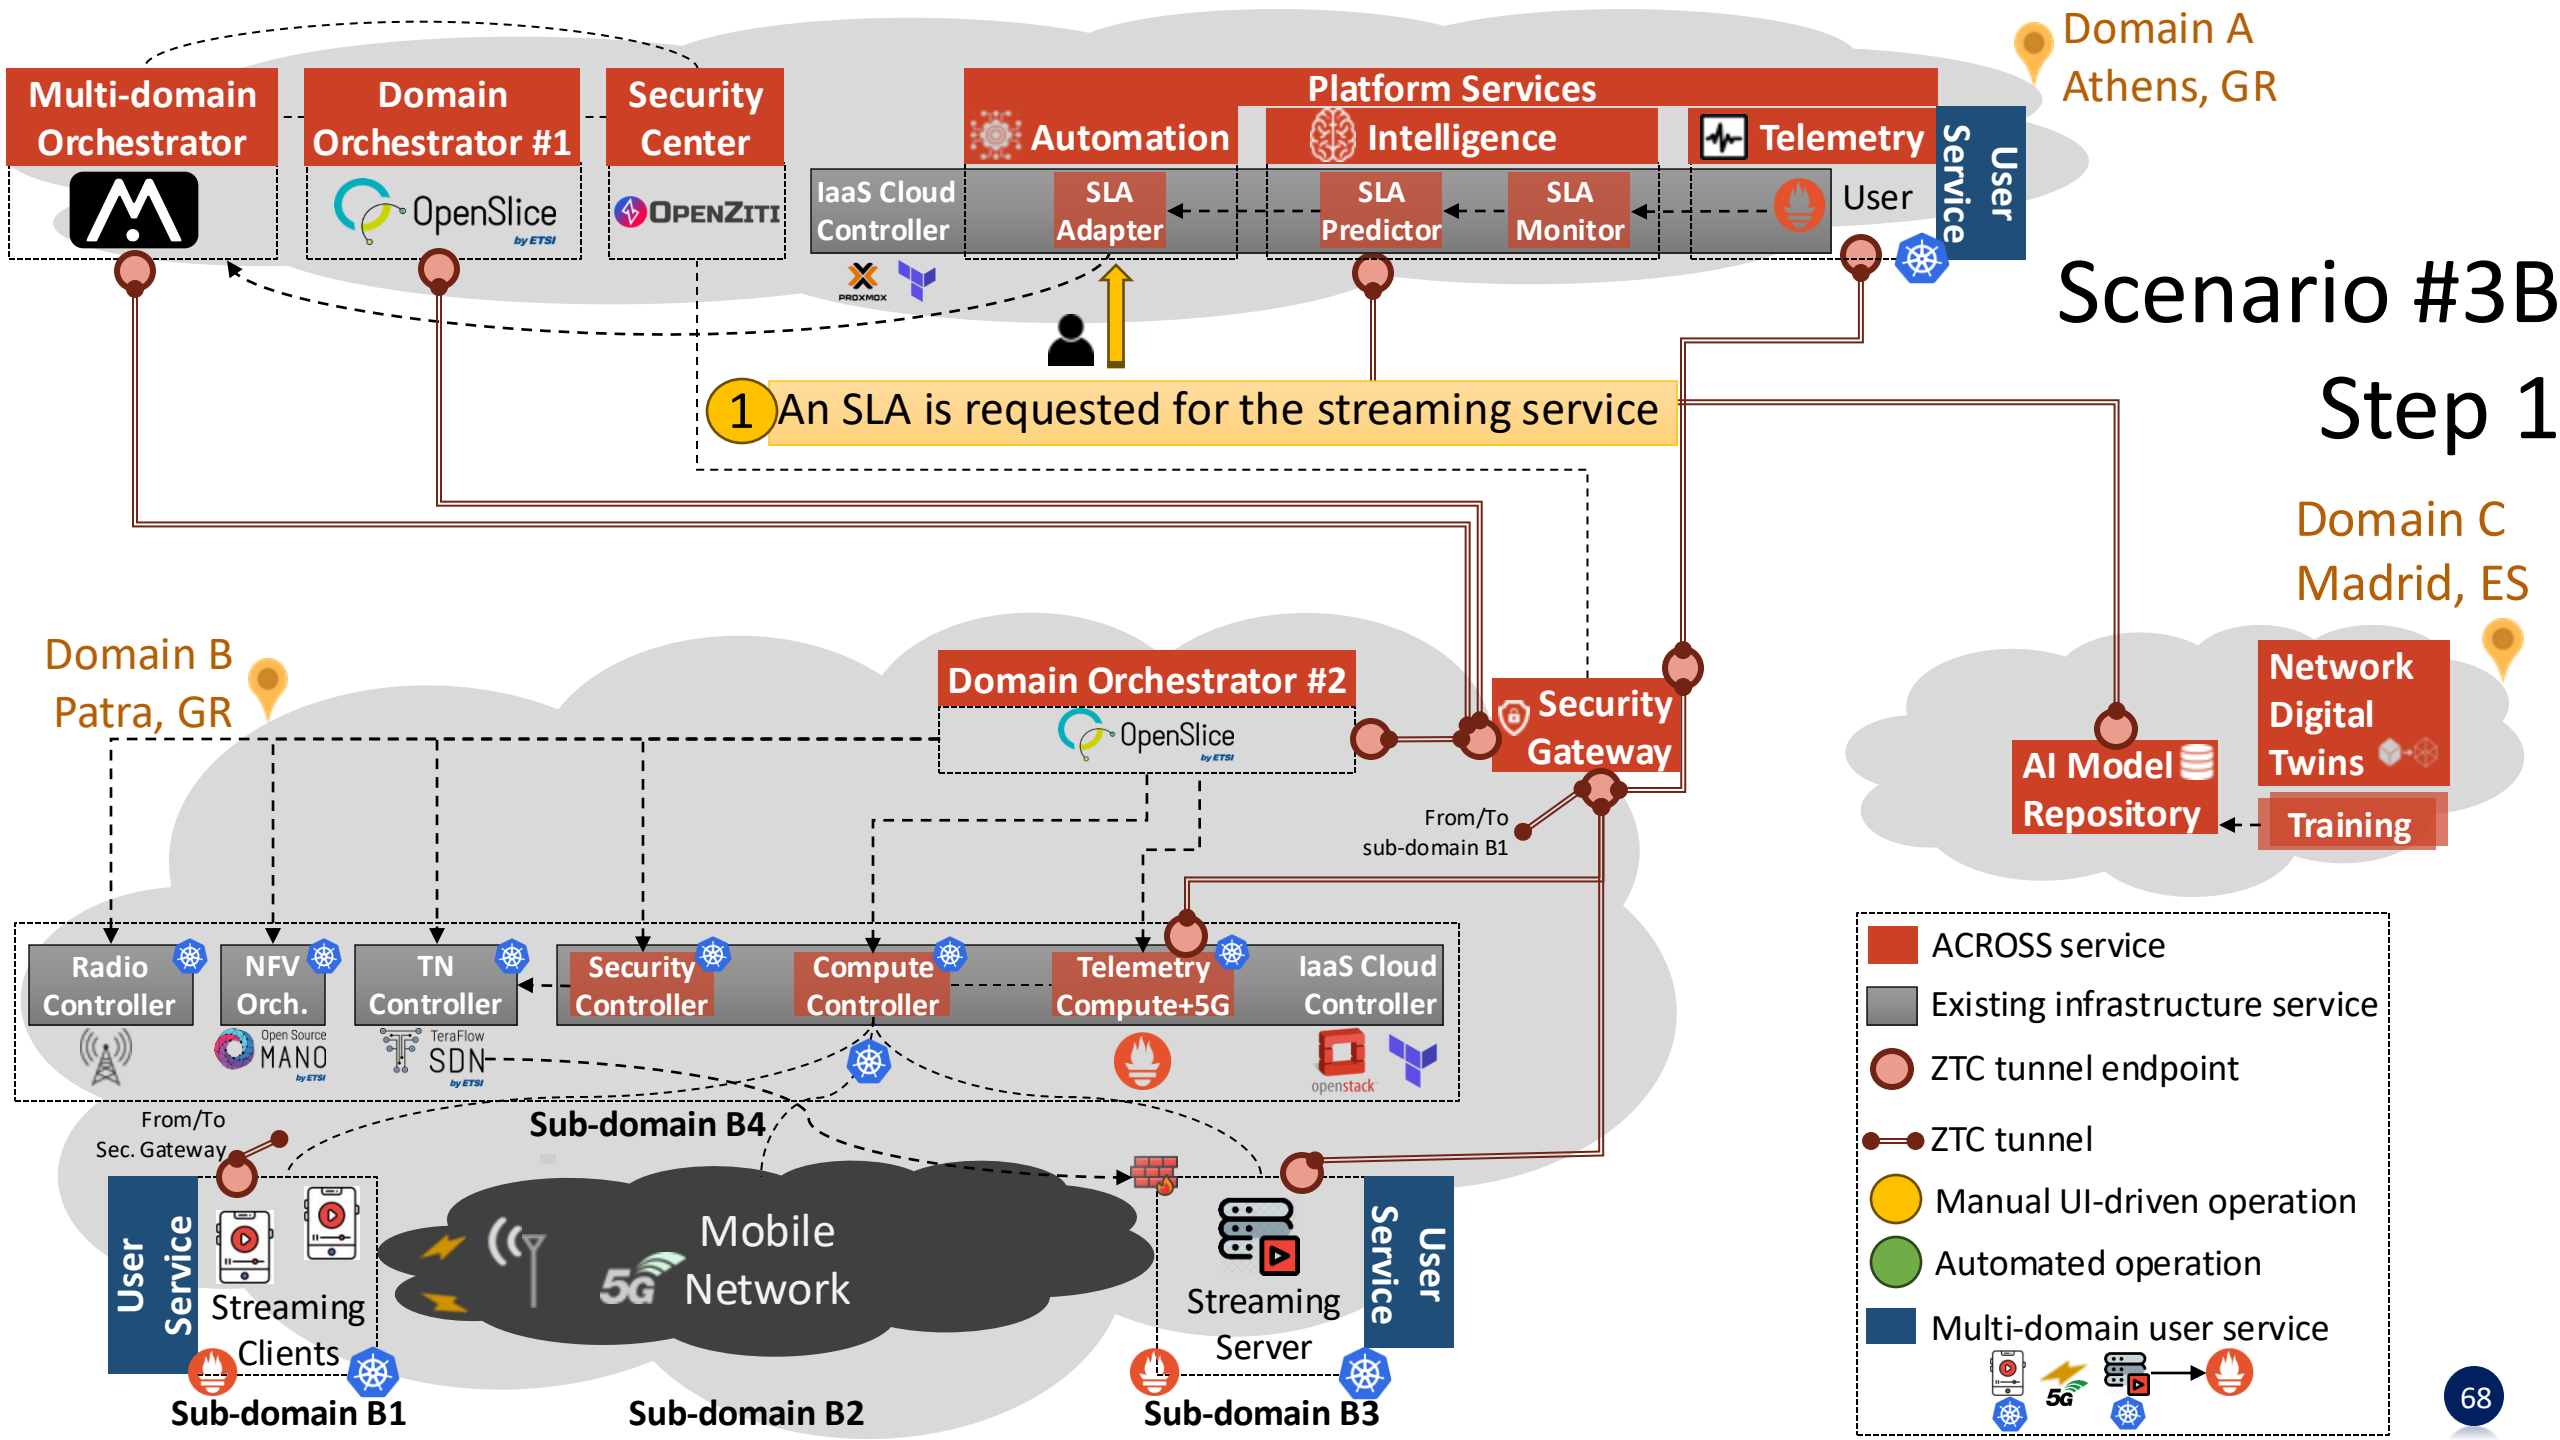 Domain A
Athens, GR
Multi-domain
Orchestrator
Domain
Orchestrator #1
OpenSlice
by ETSI
Security
Center
OPENZITI
Platform Services
Automation
Intelligence
Telemetry
IaaS Cloud
Controller
SLA
Adapter
SLA
Predictor
SLA
Monitor
User
User
Service
PROXMOX
Scenario #3B
Step 1
1
An SLA is requested for the streaming service
Domain C
Madrid, ES
Network
Digital
Twins
AI Model
Repository
Training
Domain B
Patra, GR
Domain Orchestrator #2
OpenSlice
by ETSI
Security
Gateway
From/To
sub-domain B1
Radio
Controller
NFV
Orch.
TN
Controller
Security
Controller
Compute
Controller
Telemetry
Compute+5G
IaaS Cloud
Controller
Open Source
MANO
by ETSI
TeraFlow
SDN
by ETSI
openstack
Sub-domain B4
From/To
Sec. Gateway
User
Service
Streaming
Clients
Sub-domain B1
5G
Mobile
Network
Sub-domain B2
Streaming
Server
User
Service
Sub-domain B3
ACROSS service
Existing infrastructure service
ZTC tunnel endpoint
ZTC tunnel
Manual UI-driven operation
Automated operation
Multi-domain user service
5G
68